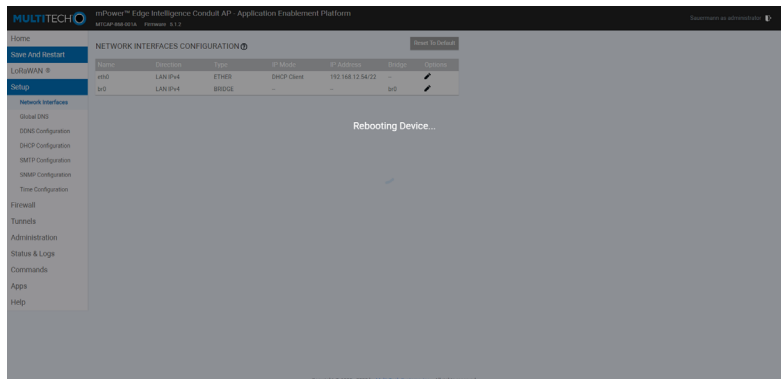 MULTITECH
mPower™ Edge Intelligence Conduit AP - Application Enablement Platform
MTCAP-868-001A Firmware 5.1.2
Home
Save And Restart
LoRaWAN ®
Setup
Network Interfaces
Global DNS
DDNS Configuration
DHCP Configuration
SMTP Configuration
SNMP Configuration
Time Configuration
Firewall
Tunnels
Administration
Status & Logs
Commands
Apps
Help
NETWORK INTERFACES CONFIGURATION
Reset To Default
Name Direction Type IP Mode IP Address Bridge Options
eth0 LAN IPv4 ETHER DHCP Client 192.168.12.54/22 --
br0 LAN IPv4 BRIDGE -- -- br0
Rebooting Device...